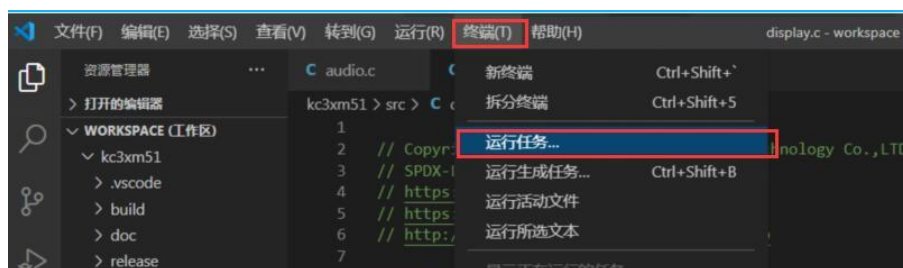 文件(F) 编辑(E) 选择(S) 查看(V) 转到(G) 运行(R) 终端(T) 帮助(H) display.c - workspace
资源管理器 ··· C audio.c
新终端 Ctrl+Shift+`
> 打开的编辑器
kc3xm51 > src > C
拆分终端 Ctrl+Shift+5
WORKSPACE (工作区)
1
运行任务...
kc3xm51
2 // Copyri hnology Co.,LTD
运行生成任务... Ctrl+Shift+B
> .vscode
3 // SPDX-
4 // https
运行活动文件
> build
5 // https
> doc
6 // http:/
运行所选文本
> release
7